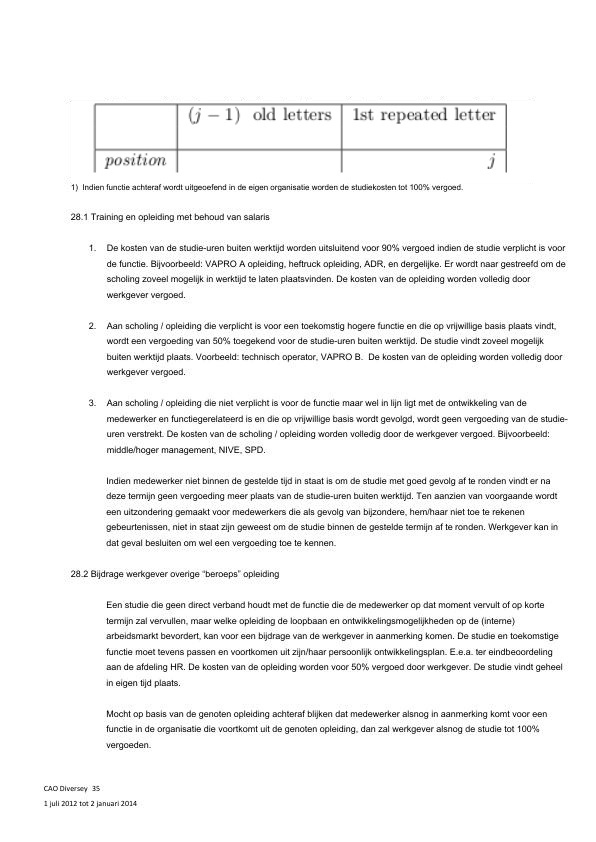 (j − 1) old letters 1st repeated letter
position j
1) Indien functie achteraf wordt uitgeoefend in de eigen organisatie worden de studiekosten tot 100% vergoed.
28.1 Training en opleiding met behoud van salaris
1. De kosten van de studie-uren buiten werktijd worden uitsluitend voor 90% vergoed indien de studie verplicht is voor
de functie. Bijvoorbeeld: VAPRO A opleiding, heftruck opleiding, ADR, en dergelijke. Er wordt naar gestreefd om de
scholing zoveel mogelijk in werktijd te laten plaatsvinden. De kosten van de opleiding worden volledig door
werkgever vergoed.
2. Aan scholing / opleiding die verplicht is voor een toekomstig hogere functie en die op vrijwillige basis plaats vindt,
wordt een vergoeding van 50% toegekend voor de studie-uren buiten werktijd. De studie vindt zoveel mogelijk
buiten werktijd plaats. Voorbeeld: technisch operator, VAPRO B. De kosten van de opleiding worden volledig door
werkgever vergoed.
3. Aan scholing / opleiding die niet verplicht is voor de functie maar wel in lijn ligt met de ontwikkeling van de
medewerker en functiegerelateerd is en die op vrijwillige basis wordt gevolgd, wordt geen vergoeding van de studie-
uren verstrekt. De kosten van de scholing / opleiding worden volledig door de werkgever vergoed. Bijvoorbeeld:
middle/hoger management, NIVE, SPD.
Indien medewerker niet binnen de gestelde tijd in staat is om de studie met goed gevolg af te ronden vindt er na
deze termijn geen vergoeding meer plaats van de studie-uren buiten werktijd. Ten aanzien van voorgaande wordt
een uitzondering gemaakt voor medewerkers die als gevolg van bijzondere, hem/haar niet toe te rekenen
gebeurtenissen, niet in staat zijn geweest om de studie binnen de gestelde termijn af te ronden. Werkgever kan in
dat geval besluiten om wel een vergoeding toe te kennen.
28.2 Bijdrage werkgever overige “beroeps” opleiding
Een studie die geen direct verband houdt met de functie die de medewerker op dat moment vervult of op korte
termijn zal vervullen, maar welke opleiding de loopbaan en ontwikkelingsmogelijkheden op de (interne)
arbeidsmarkt bevordert, kan voor een bijdrage van de werkgever in aanmerking komen. De studie en toekomstige
functie moet tevens passen en voortkomen uit zijn/haar persoonlijk ontwikkelingsplan. E.e.a. ter eindbeoordeling
aan de afdeling HR. De kosten van de opleiding worden voor 50% vergoed door werkgever. De studie vindt geheel
in eigen tijd plaats.
Mocht op basis van de genoten opleiding achteraf blijken dat medewerker alsnog in aanmerking komt voor een
functie in de organisatie die voortkomt uit de genoten opleiding, dan zal werkgever alsnog de studie tot 100%
vergoeden.
CAO Diversey 35
1 juli 2012 tot 2 januari 2014